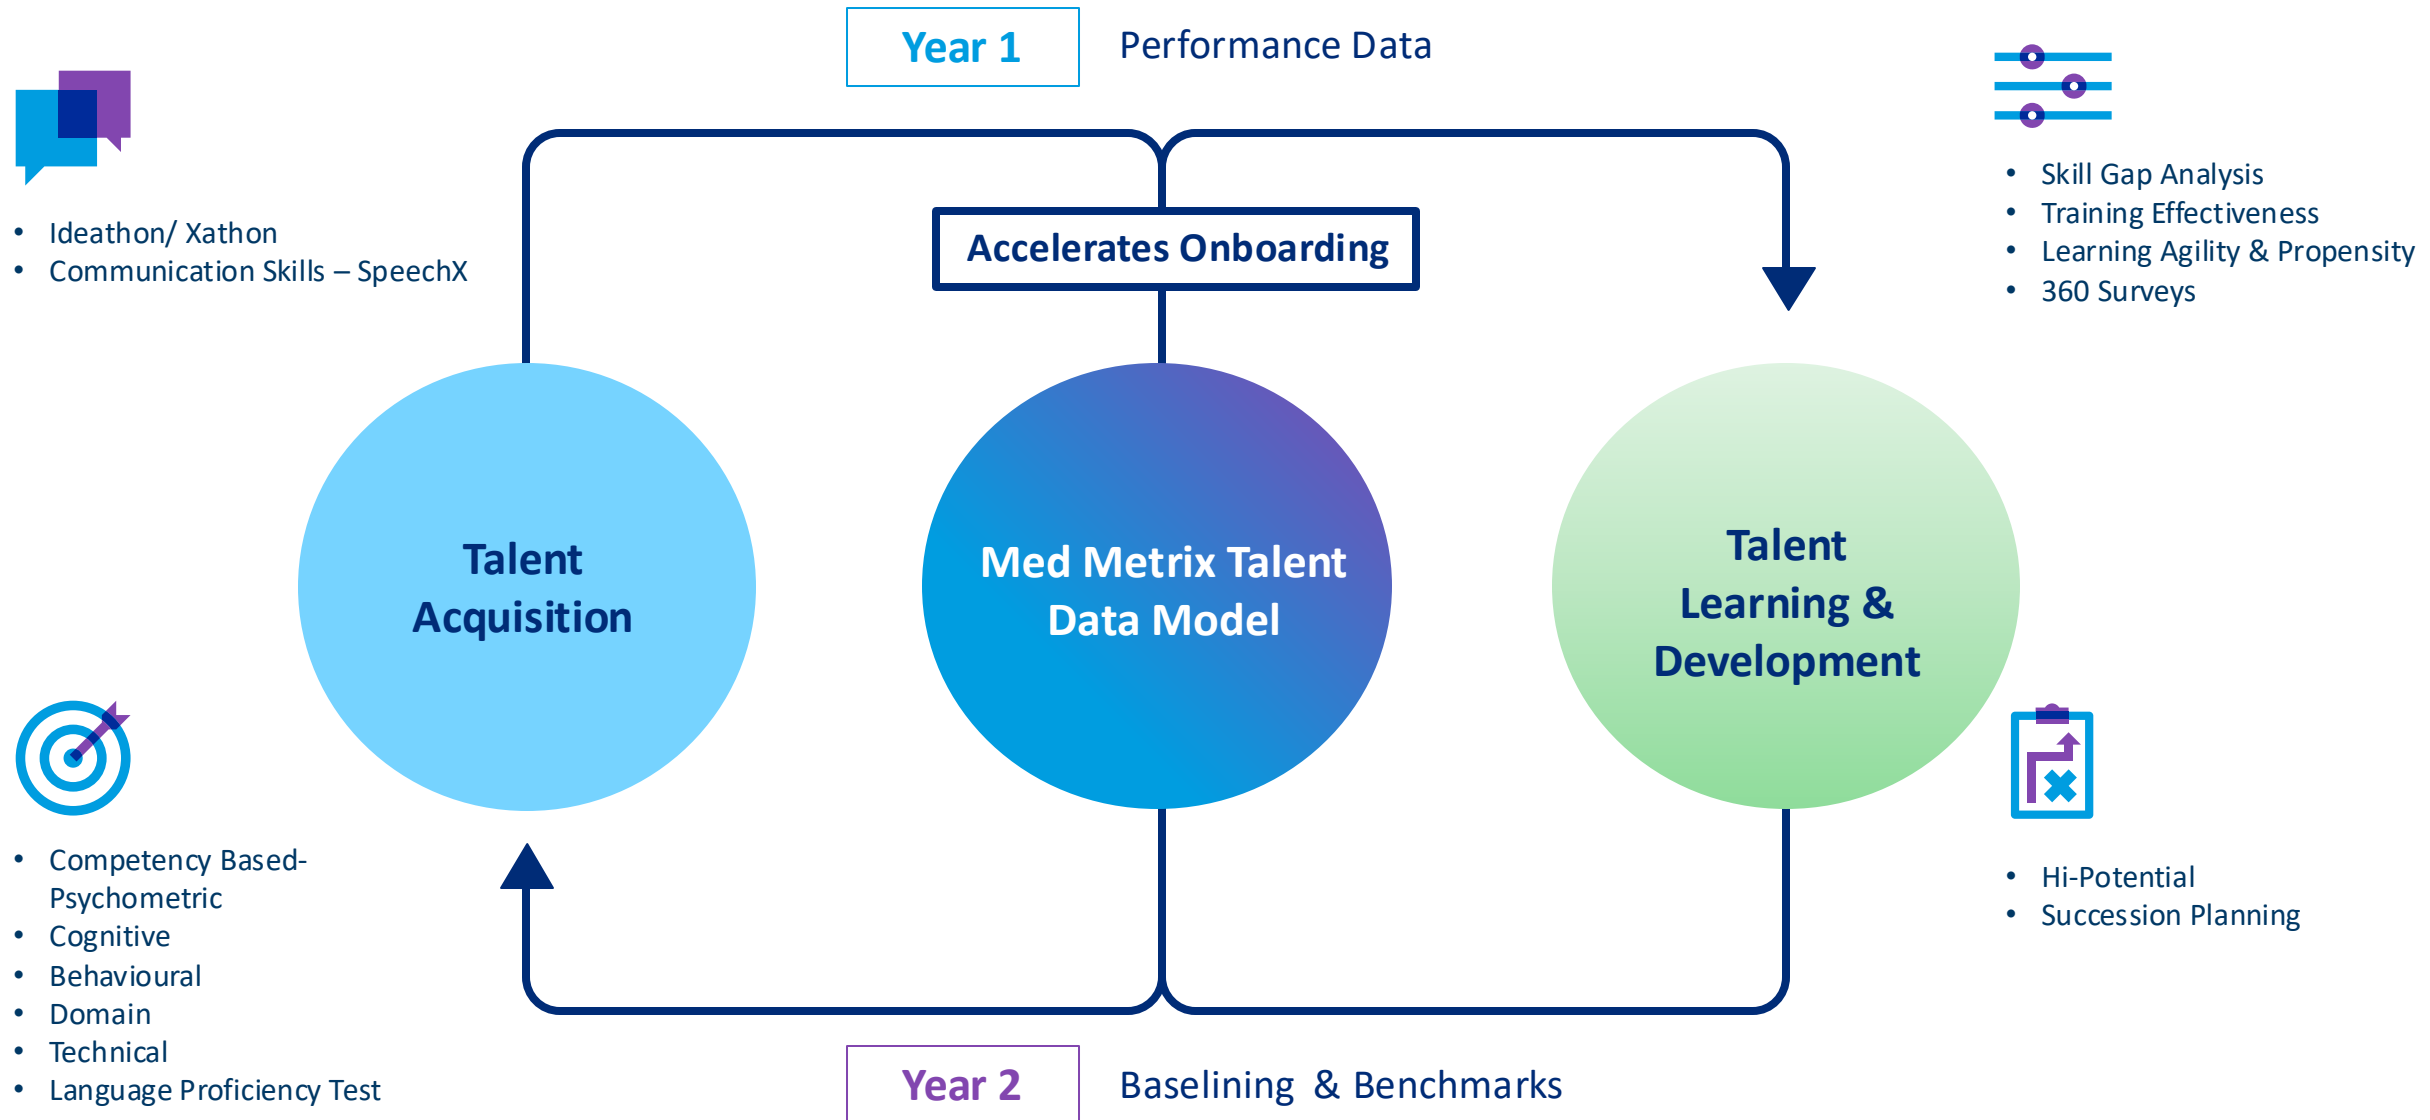 Year 1
Performance Data
• Ideathon/ Xathon
• Communication Skills – SpeechX
Accelerates Onboarding
• Skill Gap Analysis
• Training Effectiveness
• Learning Agility & Propensity
• 360 Surveys
Talent
Acquisition
Med Metrix Talent
Data Model
Talent
Learning &
Development
• Competency Based-
Psychometric
• Cognitive
• Behavioural
• Domain
• Technical
• Language Proficiency Test
• Hi-Potential
• Succession Planning
Year 2
Baselining & Benchmarks